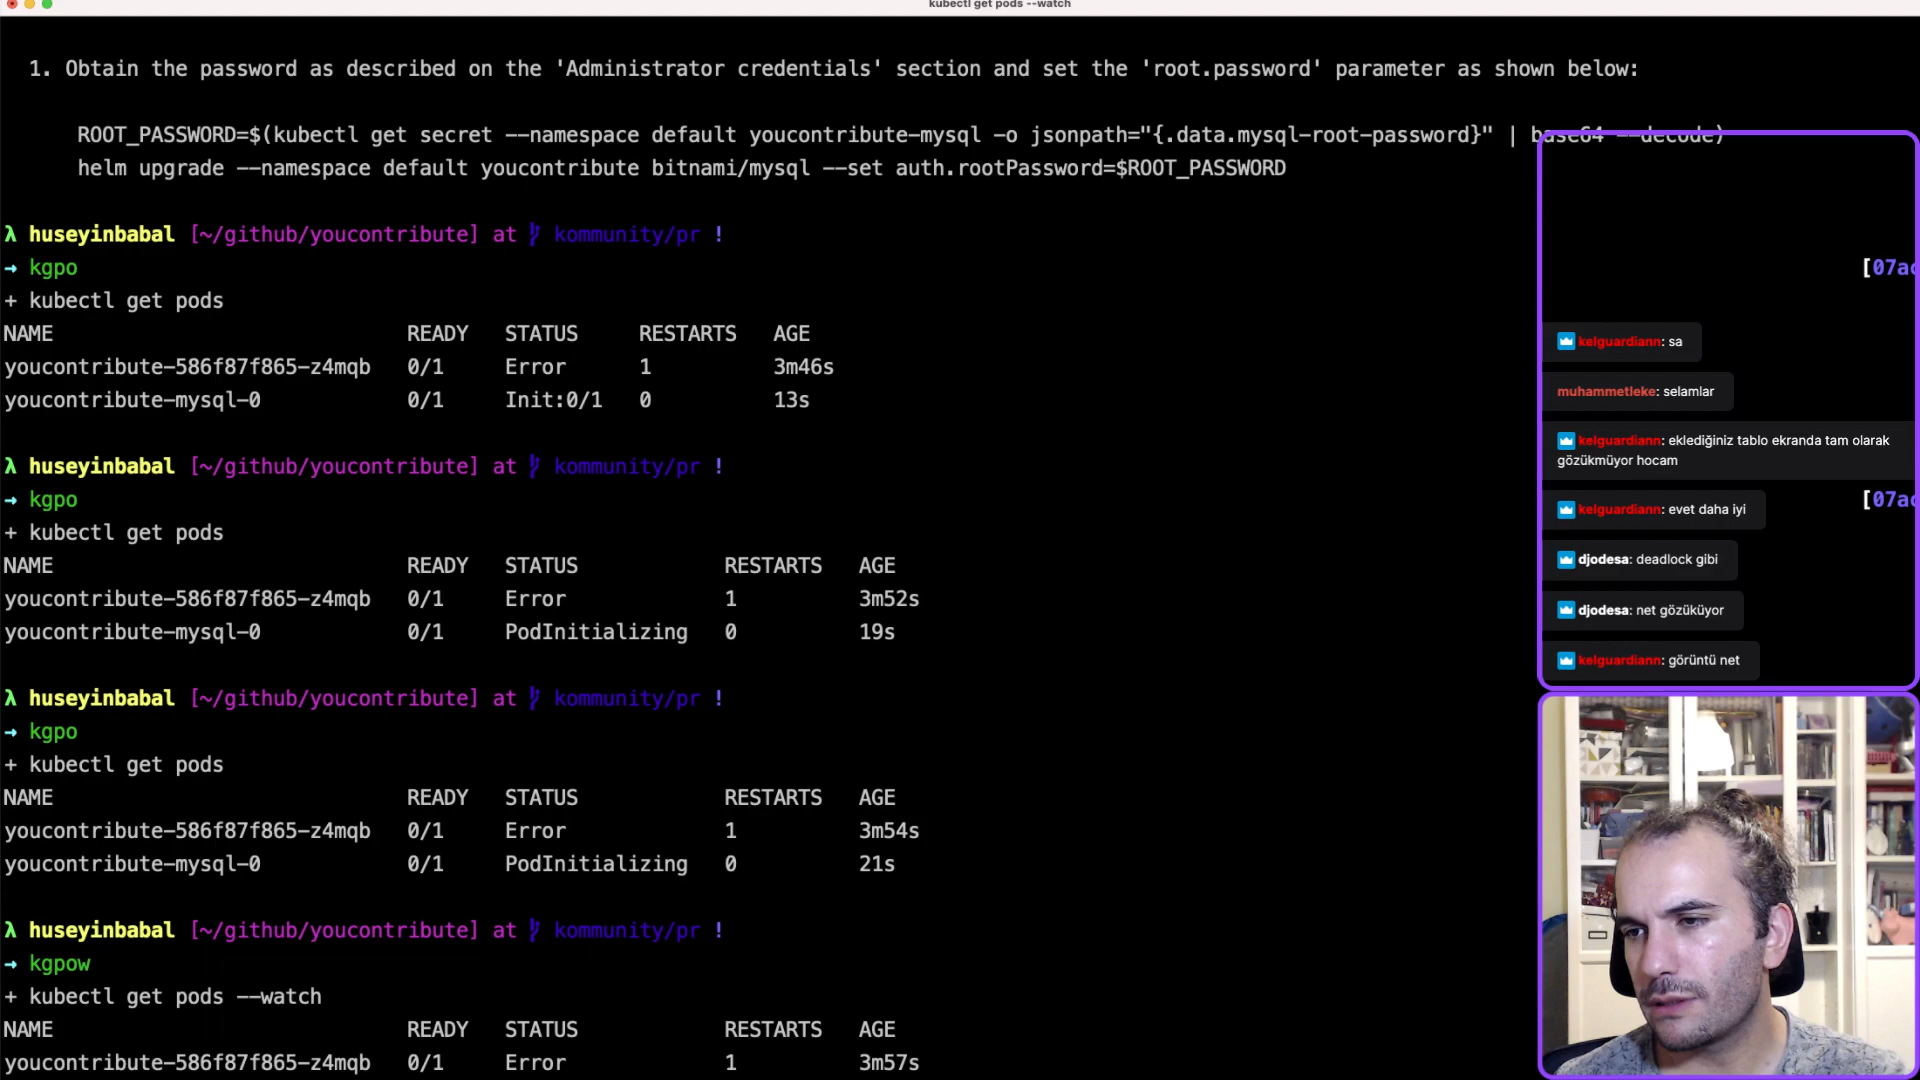 kubectl get pods --watch
1. Obtain the password as described on the 'Administrator credentials' section and set the 'root.password' parameter as shown below:
ROOT_PASSWORD=$(kubectl get secret --namespace default youcontribute-mysql -o jsonpath="{.data.mysql-root-password}" | base64 --decode)
helm upgrade --namespace default youcontribute bitnami/mysql --set auth.rootPassword=$ROOT_PASSWORD
λ huseyinbabal [~/github/youcontribute] at kommunity/pr !
→ kgpo [07ac
+ kubectl get pods
NAME READY STATUS RESTARTS AGE
youcontribute-586f87f865-z4mqb 0/1 Error 1 3m46s
youcontribute-mysql-0 0/1 Init:0/1 0 13s
λ huseyinbabal [~/github/youcontribute] at kommunity/pr !
→ kgpo [07ac
+ kubectl get pods
NAME READY STATUS RESTARTS AGE
youcontribute-586f87f865-z4mqb 0/1 Error 1 3m52s
youcontribute-mysql-0 0/1 PodInitializing 0 19s
λ huseyinbabal [~/github/youcontribute] at kommunity/pr !
→ kgpo
+ kubectl get pods
NAME READY STATUS RESTARTS AGE
youcontribute-586f87f865-z4mqb 0/1 Error 1 3m54s
youcontribute-mysql-0 0/1 PodInitializing 0 21s
λ huseyinbabal [~/github/youcontribute] at kommunity/pr !
→ kgpow
+ kubectl get pods --watch
NAME READY STATUS RESTARTS AGE
youcontribute-586f87f865-z4mqb 0/1 Error 1 3m57s
kelguardiann: sa
muhammetleke: selamlar
kelguardiann: eklediğiniz tablo ekranda tam olarak
gözükmüyor hocam
kelguardiann: evet daha iyi
djodesa: deadlock gibi
djodesa: net gözüküyor
kelguardiann: görüntü net